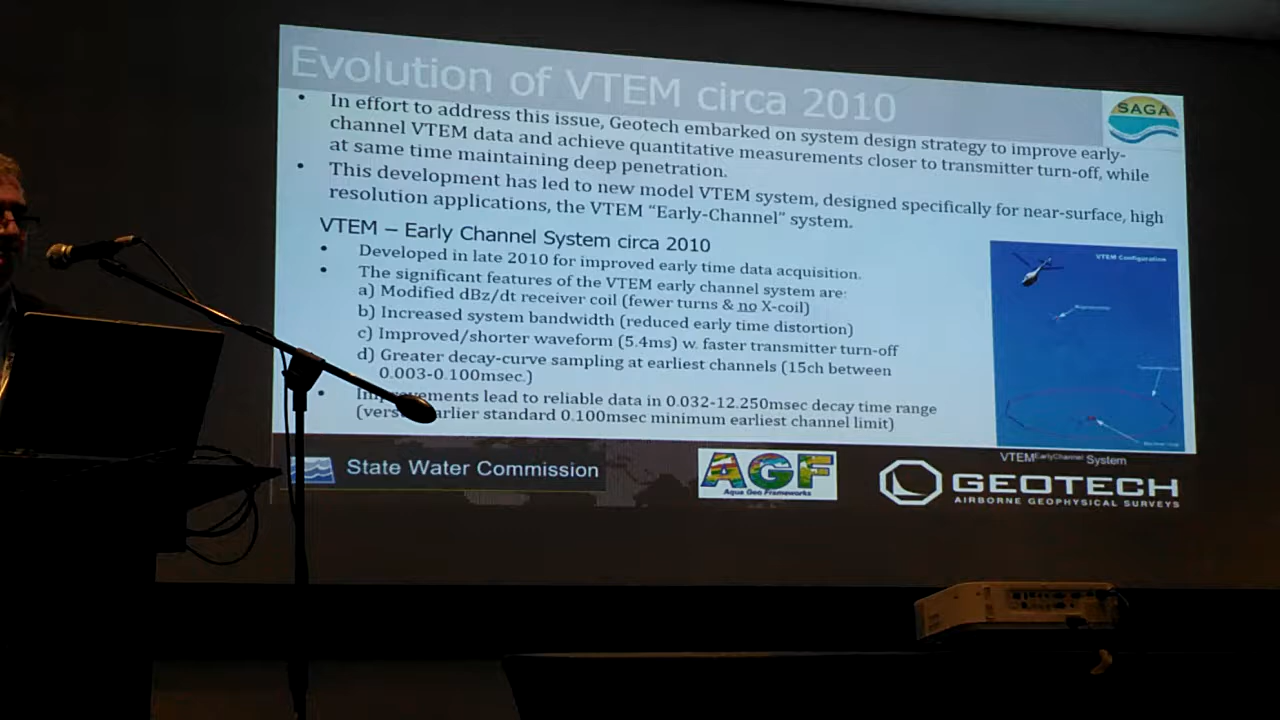 Evolution of VTEM circa 2010
SAGA
• In effort to address this issue, Geotech embarked on system design strategy to improve early-
channel VTEM data and achieve quantitative measurements closer to transmitter turn-off, while
at same time maintaining deep penetration.
• This development has led to new model VTEM system, designed specifically for near-surface, high
resolution applications, the VTEM “Early-Channel” system.
VTEM – Early Channel System circa 2010
• Developed in late 2010 for improved early time data acquisition.
• The significant features of the VTEM early channel system are:
a) Modified dBz/dt receiver coil (fewer turns & no X-coil)
b) Increased system bandwidth (reduced early time distortion)
c) Improved/shorter waveform (5.4ms) w. faster transmitter turn-off
d) Greater decay-curve sampling at earliest channels (15ch between
0.003-0.100msec.)
• Improvements lead to reliable data in 0.032-12.250msec decay time range
(vers arlier standard 0.100msec minimum earliest channel limit)
VTEM Configuration
VTEM EarlyChannel System
State Water Commission
AGF
Aqua Geo Frameworks
GEOTECH
AIRBORNE GEOPHYSICAL SURVEYS